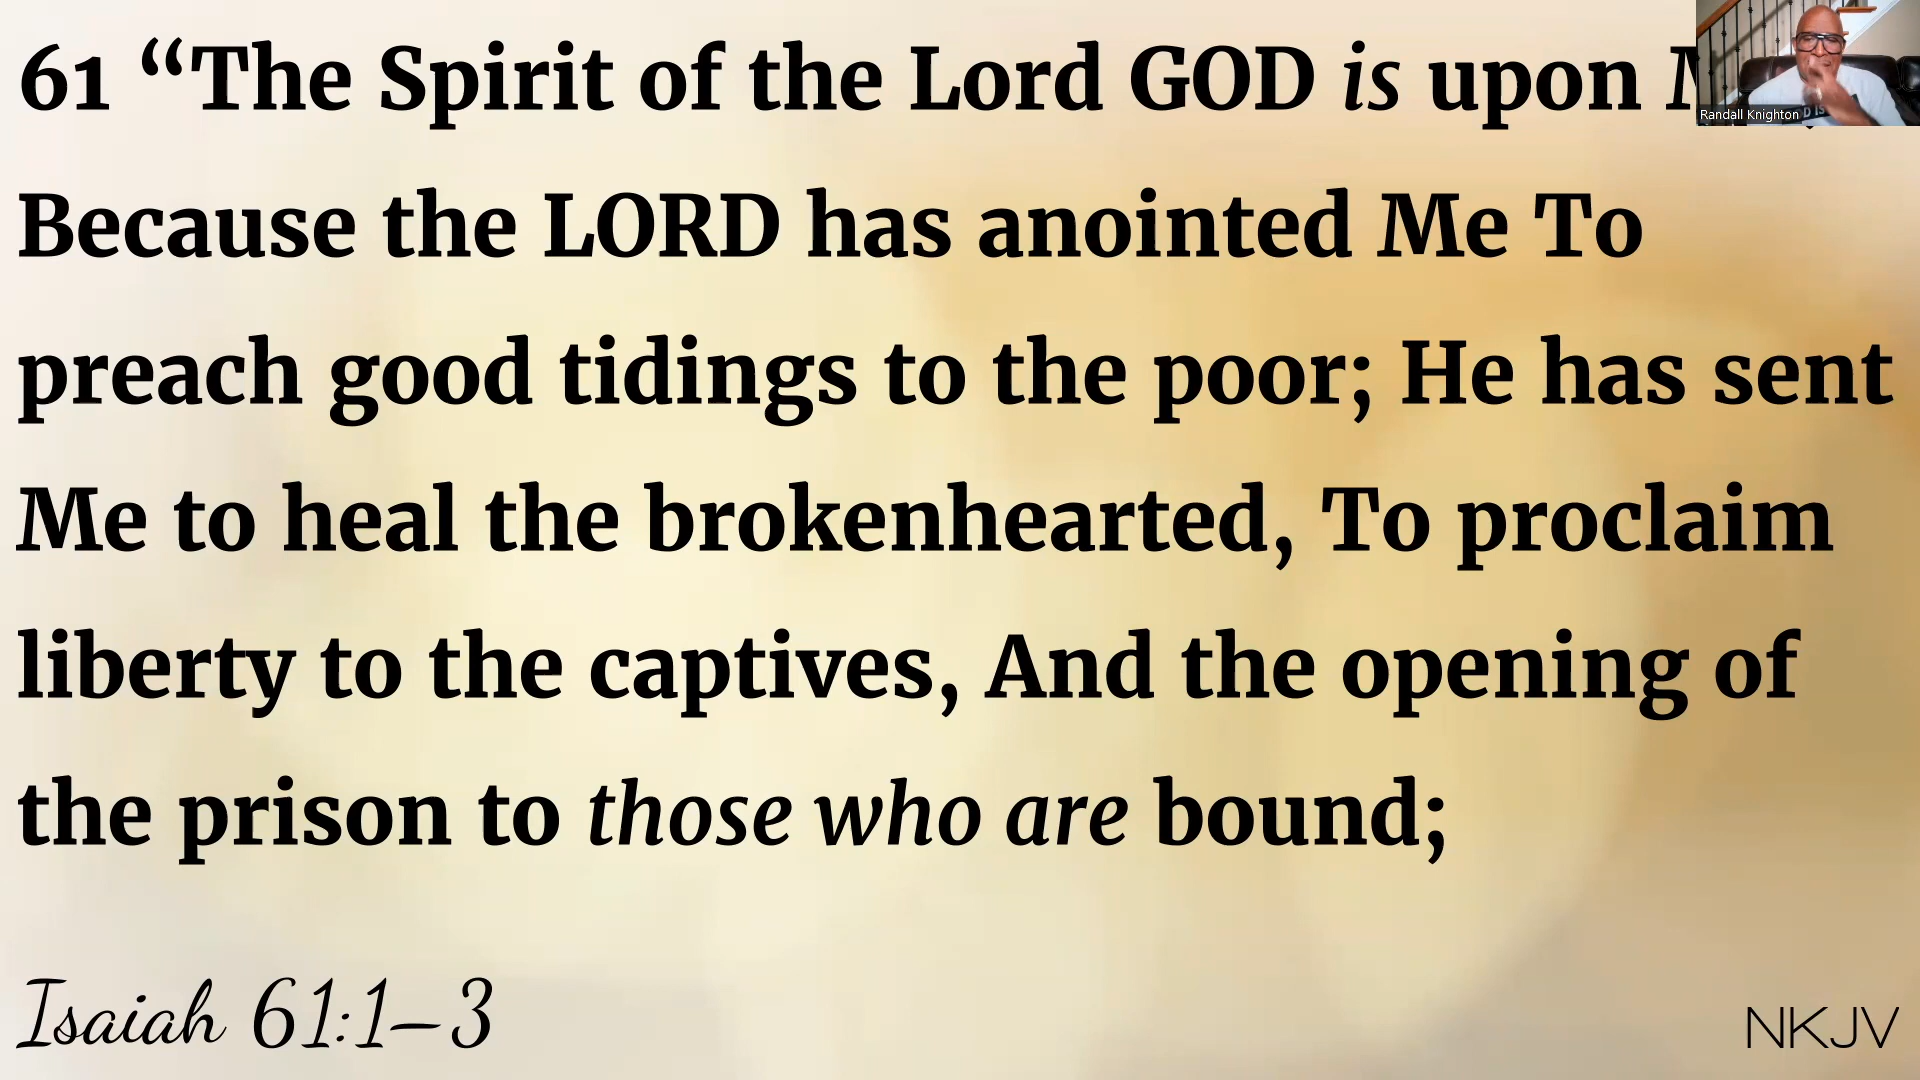 61 “The Spirit of the Lord GOD is upon
Randall Knighton
Because the LORD has anointed Me To
preach good tidings to the poor; He has sent
Me to heal the brokenhearted, To proclaim
liberty to the captives, And the opening of
the prison to those who are bound;
Isaiah 61:1–3
NKJV